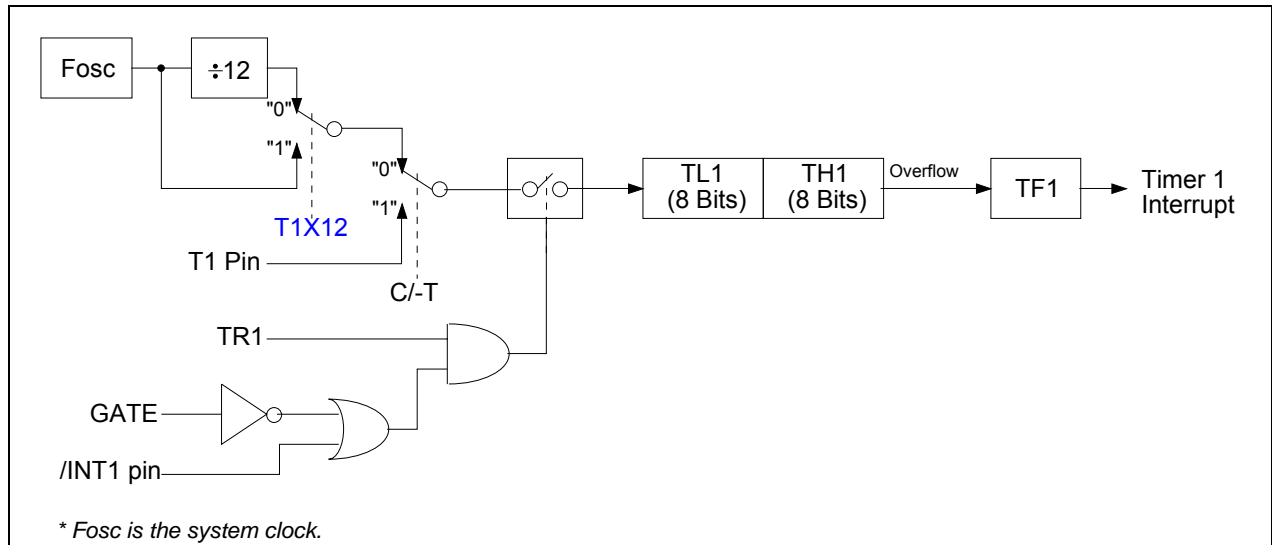 Fosc
÷12
"0"
"1"
T1X12
"0"
"1"
T1 Pin
C/-T
TL1
(8 Bits)
TH1
(8 Bits)
Overflow
TF1
Timer 1
Interrupt
TR1
GATE
/INT1 pin
* Fosc is the system clock.